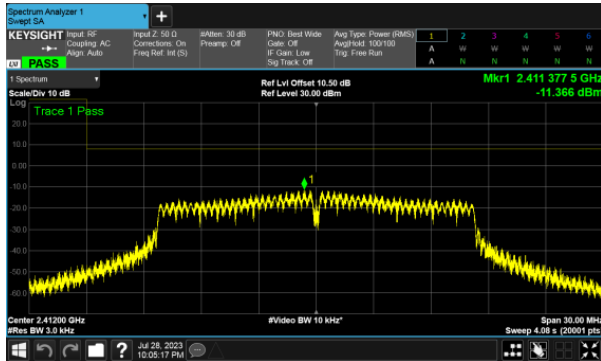 Spectrum Analyzer 1
Swept SA
+
KEYSIGHT Input: RF Input Z: 50 Ω #Atten: 30 dB PNO: Best Wide Avg Type: Power (RMS) 1 2 3 4 5 6
Coupling: AC Corrections: On Preamp: Off Gate: Off Avg|Hold: 100/100 A W W W W W
Align: Auto Freq Ref: Int (S) IF Gain: Low Trig: Free Run
Sig Track: Off A N N N N N
LXI PASS
1 Spectrum
Ref Lvl Offset 10.50 dB Mkr1 2.411 377 5 GHz
Scale/Div 10 dB Ref Level 30.00 dBm -11.366 dBm
Log
Trace 1 Pass
20.0
10.0
0.00
-10.0
1
-20.0
-30.0
-40.0
-50.0
-60.0
Center 2.41200 GHz #Video BW 10 kHz* Span 30.00 MHz
#Res BW 3.0 kHz Sweep 4.08 s (20001 pts)
? Jul 28, 2023
10:05:17 PM